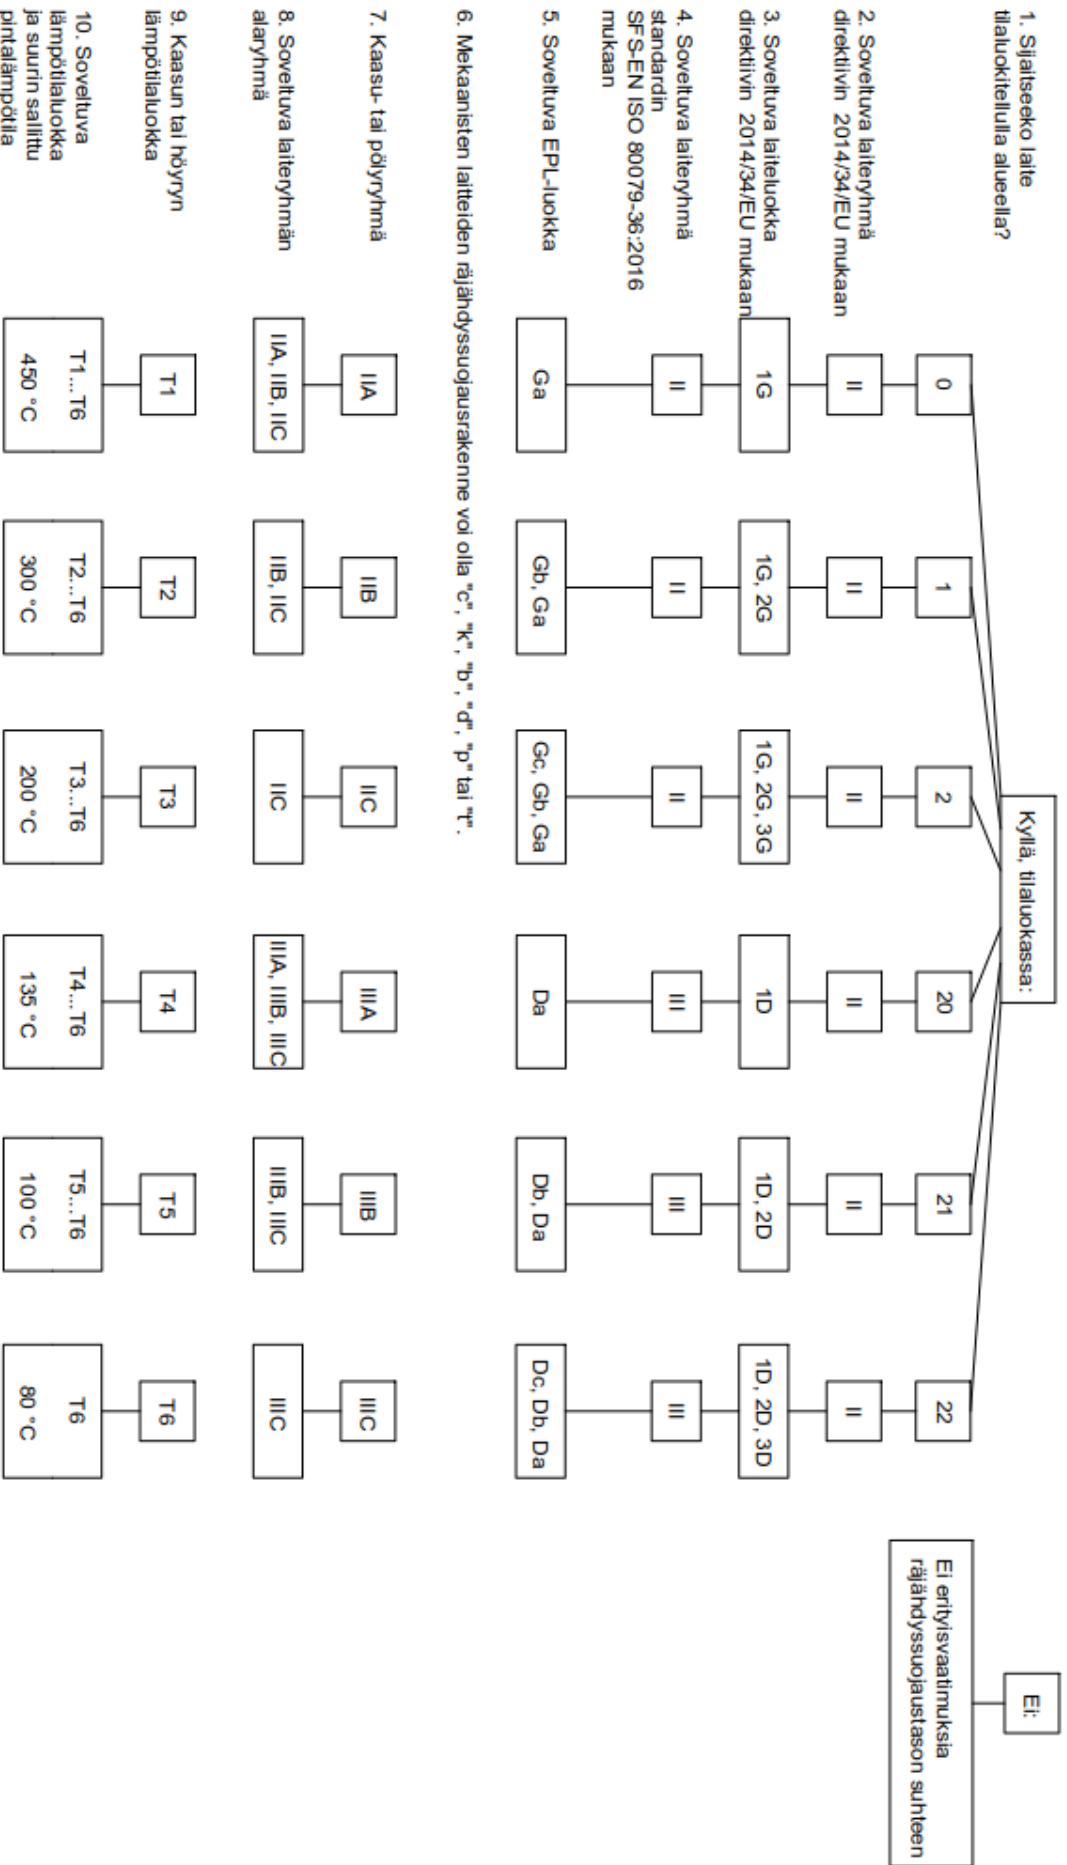 1. Sijaitseeko laite
tilaluokitellulla alueella?
Kyllä, tilaluokassa:
Ei:
0
1
2
20
21
22
Ei erityisvaatimuksia
räjähdyssuojaustason suhteen
2. Soveltuva laiteryhmä
direktiivin 2014/34/EU mukaan
II
II
II
II
II
II
3. Soveltuva laiteluokka
direktiivin 2014/34/EU mukaan
1G
1G, 2G
1G, 2G, 3G
1D
1D, 2D
1D, 2D, 3D
4. Soveltuva laiteryhmä
standardin
SFS-EN ISO 80079-36:2016
mukaan
II
II
II
III
III
III
5. Soveltuva EPL-luokka
Ga
Gb, Ga
Gc, Gb, Ga
Da
Db, Da
Dc, Db, Da
6. Mekaanisten laitteiden räjähdyssuojausrakenne voi olla "c", "k", "b", "d", "p" tai "t".
7. Kaasu- tai pölyryhmä
IIA
IIB
IIC
IIIA
IIIB
IIIC
8. Soveltuva laiteryhmän
alaryhmä
IIA, IIB, IIC
IIB, IIC
IIC
IIIA, IIIB, IIIC
IIIB, IIIC
IIIC
9. Kaasun tai höyryn
lämpötilaluokka
T1
T2
T3
T4
T5
T6
10. Soveltuva
lämpötilaluokka
ja suurin sallittu
pintalämpötila
T1...T6
450 °C
T2...T6
300 °C
T3...T6
200 °C
T4...T6
135 °C
T5...T6
100 °C
T6
80 °C